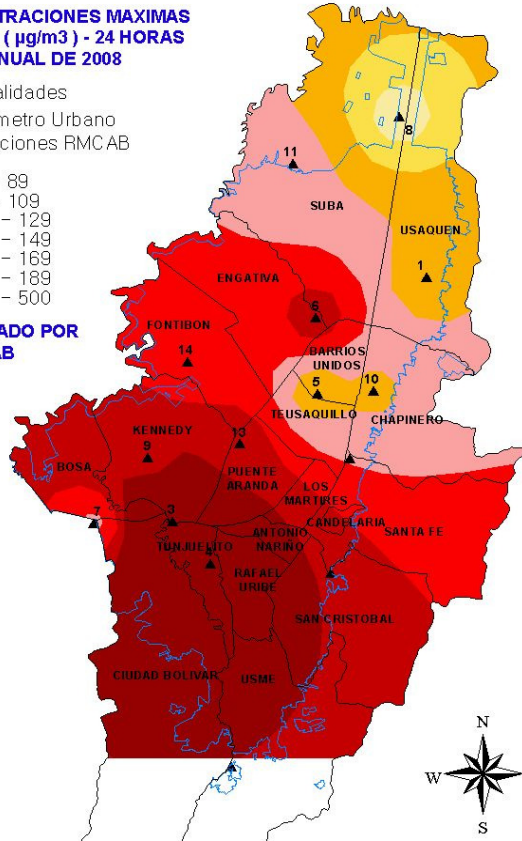 TRACIONES MAXIMAS
( µg/m3 ) - 24 HORAS
NUAL DE 2008
alidades
metro Urbano
ciones RMCAB
89
109
– 129
– 149
– 169
– 189
– 500
ADO POR
AB
8
11
SUBA
USAQUEN
1
ENGATIVA
6
FONTIBON
14
BARRIOS
UNIDOS
5
10
TEUSAQUILLO
CHAPINERO
KENNEDY
9
13
BOSA
PUENTE
ARANDA
LOS
MARTIRES
7
3
CANDELARIA
SANTA FE
TUNJUELITO
ANTONIO
NARIÑO
4
RAFAEL
URIDE
SAN CRISTOBAL
CIUDAD BOLIVAR
USME
N
W
E
S